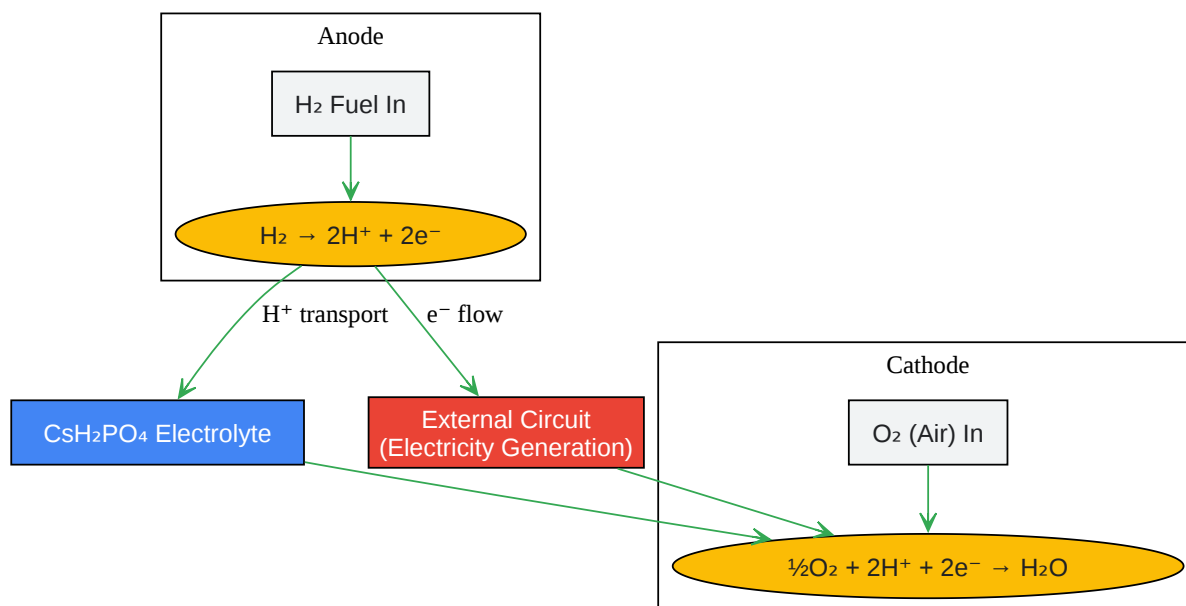 Anode
H₂ Fuel In
H₂ → 2H⁺ + 2e⁻
H⁺ transport
e⁻ flow
CsH₂PO₄ Electrolyte
External Circuit
(Electricity Generation)
Cathode
O₂ (Air) In
½O₂ + 2H⁺ + 2e⁻ → H₂O